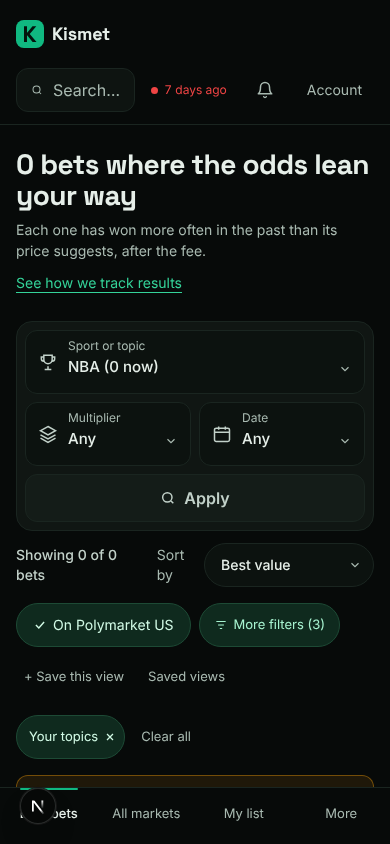 Kismet
Search...
7 days ago
Account
0 bets where the odds lean
your way
Each one has won more often in the past than its
price suggests, after the fee.
See how we track results
Sport or topic
NBA (0 now)
Multiplier
Any
Date
Any
Apply
Showing 0 of 0
bets
Sort
by
Best value
On Polymarket US
More filters (3)
+ Save this view
Saved views
Your topics ×
Clear all
bets
All markets
My list
More